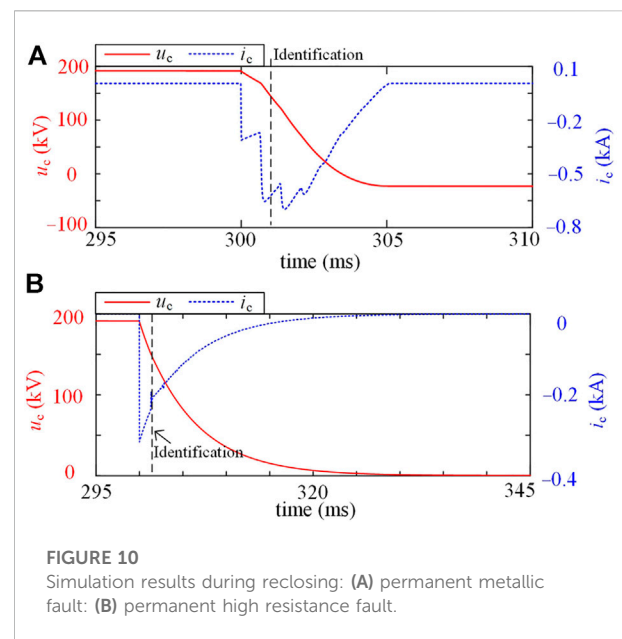 A
u_c i_c Identification
200
100
0
−100
u_c (kV)
0.1
−0.2
−0.5
−0.8
i_c (kA)
295 300 305 310
time (ms)
B
u_c i_c
200
100
0
u_c (kV)
0
−0.2
−0.4
i_c (kA)
Identification
295 320 345
time (ms)
FIGURE 10
Simulation results during reclosing: (A) permanent metallic
fault: (B) permanent high resistance fault.